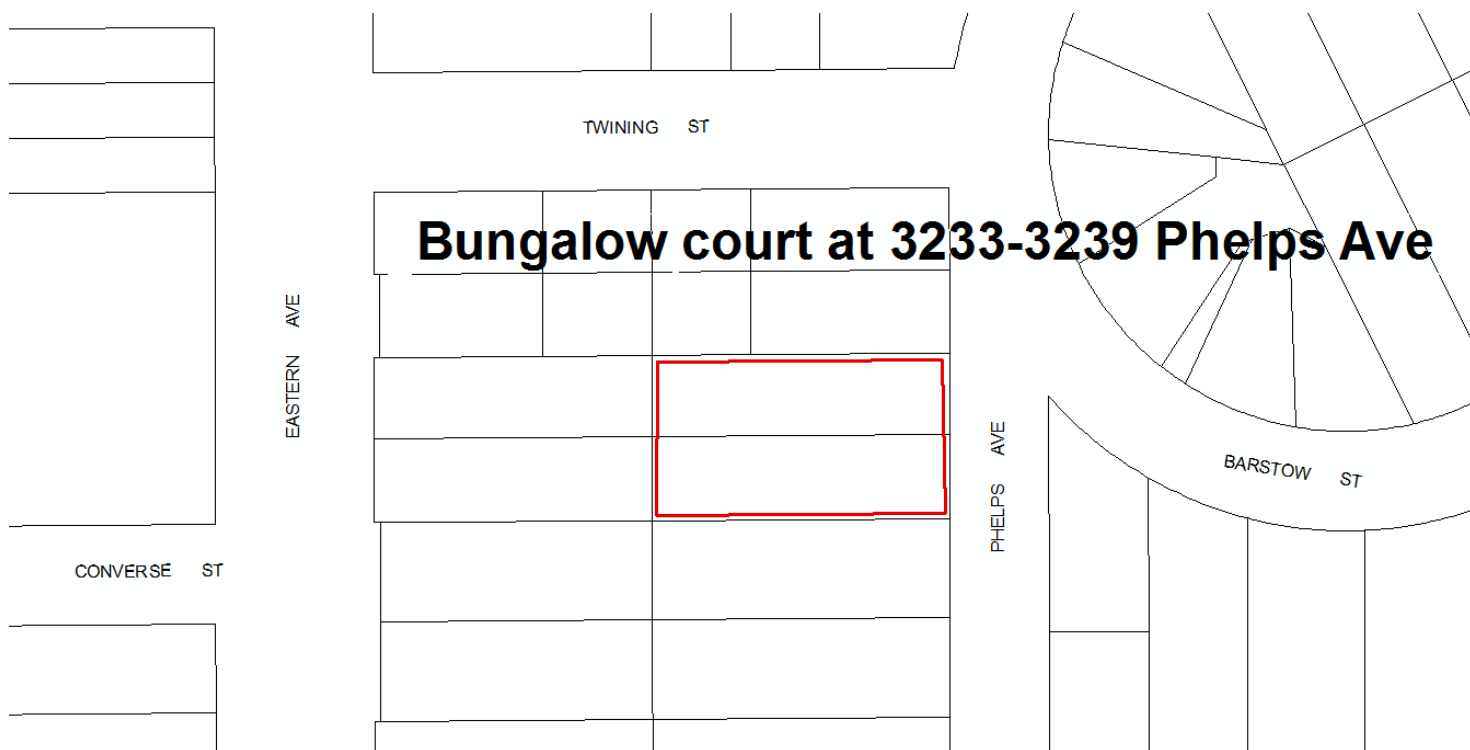 TWINING ST
Bungalow court at 3233-3239 Phelps Ave
EASTERN AVE
PHELPS AVE
BARSTOW ST
CONVERSE ST